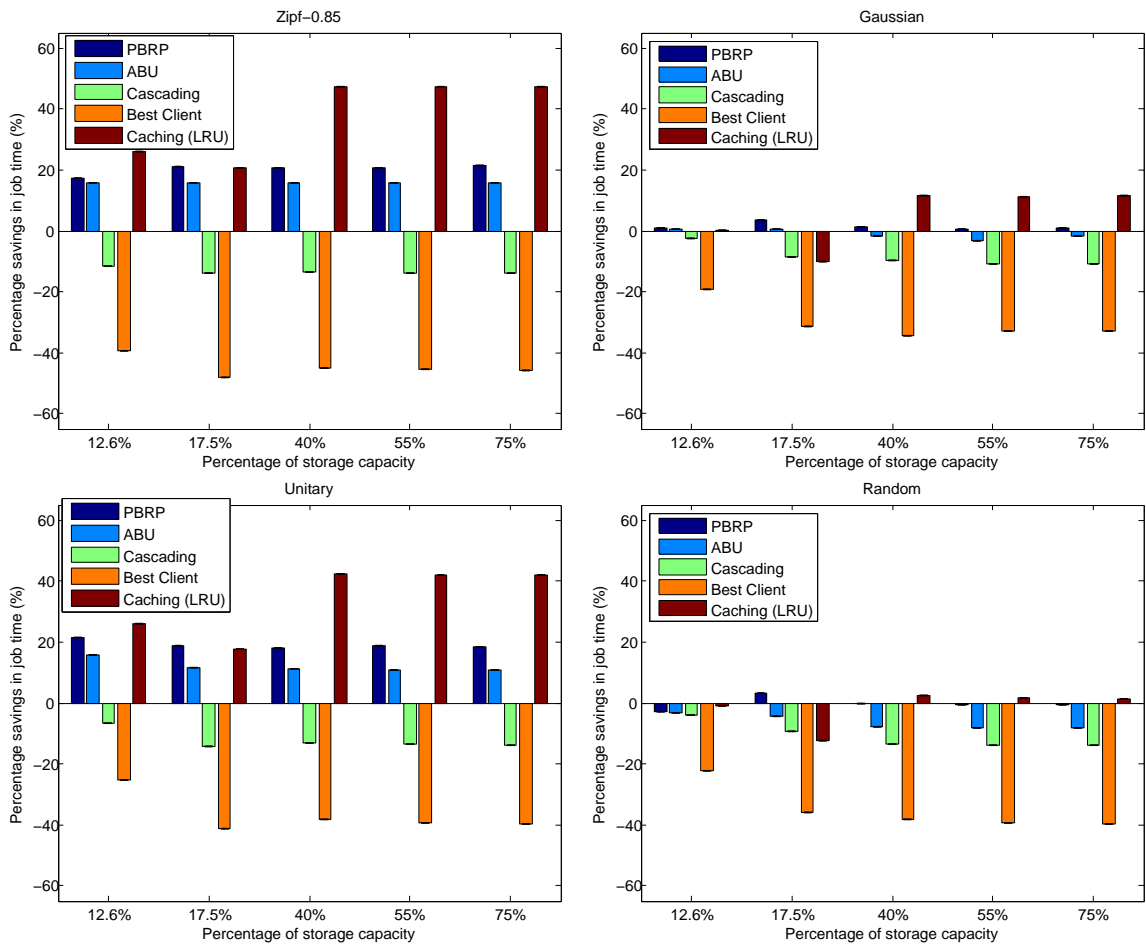 Zipf−0.85
60
40
20
0
−20
−40
−60
Percentage savings in job time (%)
PBRP
ABU
Cascading
Best Client
Caching (LRU)
12.6%
17.5%
40%
55%
75%
Percentage of storage capacity
Gaussian
60
40
20
0
−20
−40
−60
Percentage savings in job time (%)
PBRP
ABU
Cascading
Best Client
Caching (LRU)
12.6%
17.5%
40%
55%
75%
Percentage of storage capacity
Unitary
60
40
20
0
−20
−40
−60
Percentage savings in job time (%)
PBRP
ABU
Cascading
Best Client
Caching (LRU)
12.6%
17.5%
40%
55%
75%
Percentage of storage capacity
Random
60
40
20
0
−20
−40
−60
Percentage savings in job time (%)
PBRP
ABU
Cascading
Best Client
Caching (LRU)
12.6%
17.5%
40%
55%
75%
Percentage of storage capacity